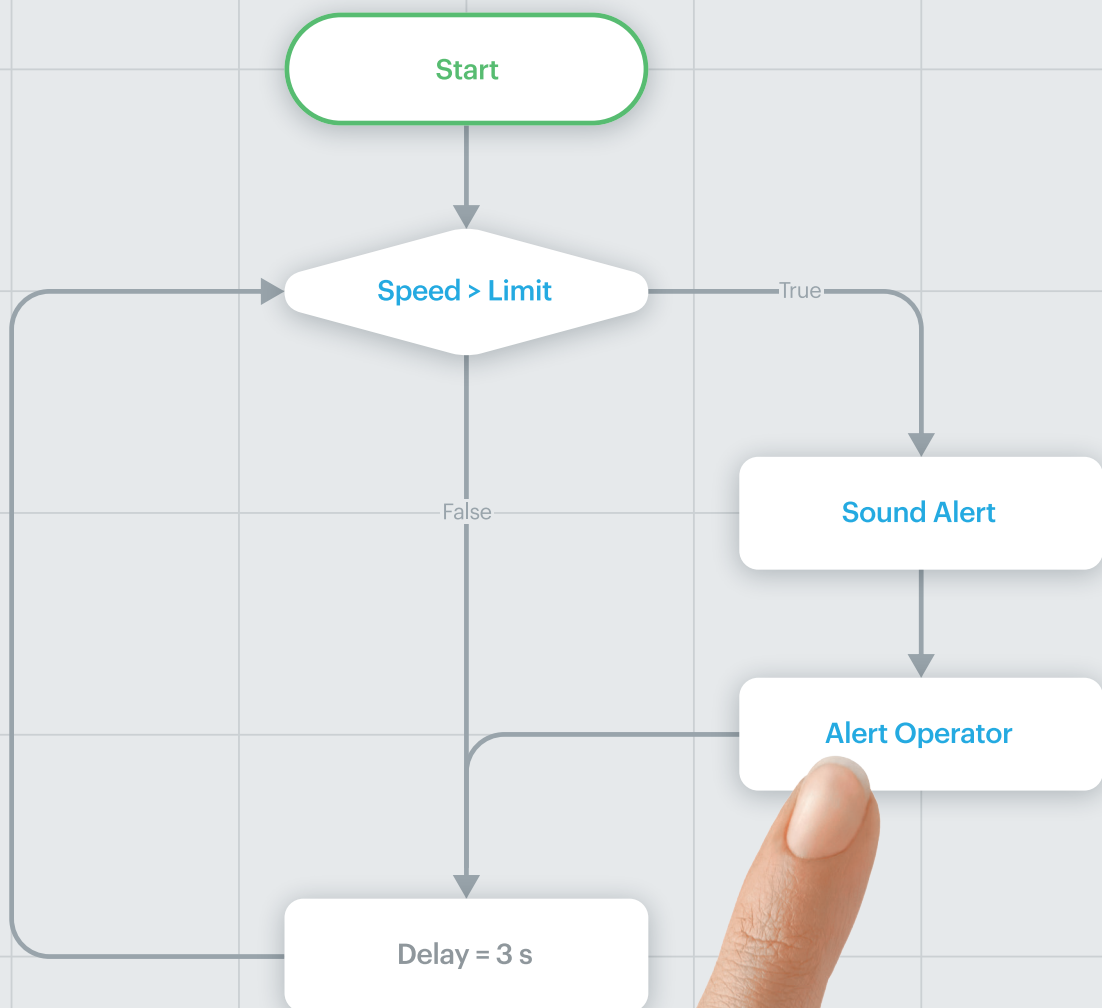 Start
Speed > Limit
True
False
Sound Alert
Alert Operator
Delay = 3 s